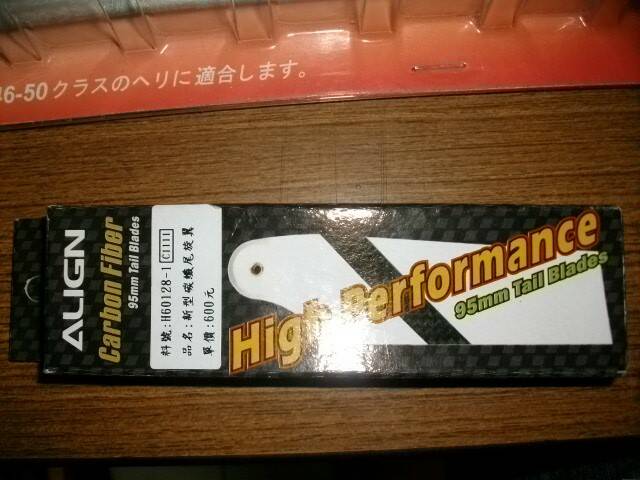 46-50クラスのヘリに適合します。
ALIGN
Carbon Fiber
95mm Tail Blades
料號:H60128-1 C1111
品名:新型碳纖尾旋翼
單價:600元
High Performance
95mm Tail Blades